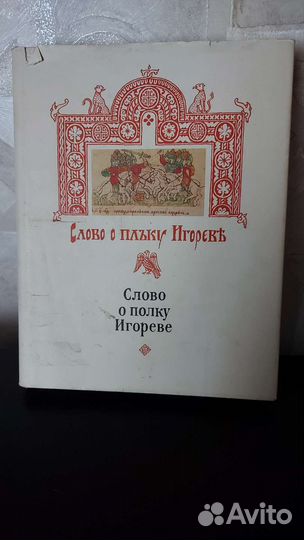 Слово о плъку Игоревѣ
Слово
о полку
Игореве
Avito